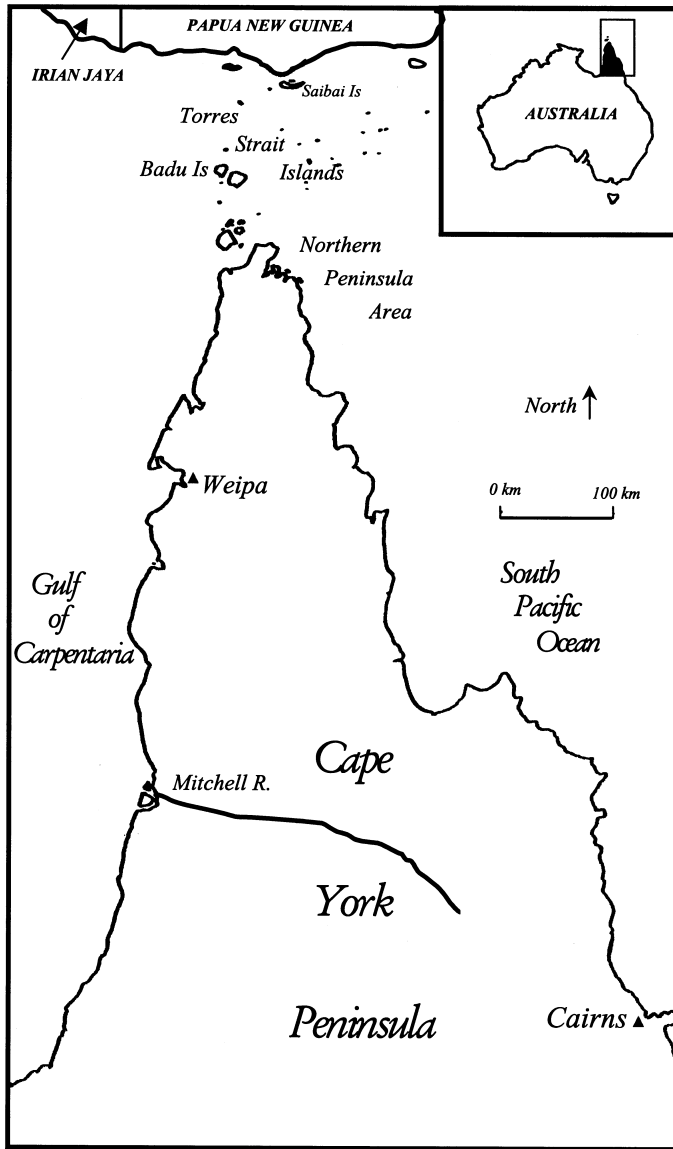 PAPUA NEW GUINEA
IRIAN JAYA
Saibai Is
Torres
Strait
Badu Is
Islands
AUSTRALIA
Northern
Peninsula
Area
North
Weipa
0 km
100 km
Gulf
of
Carpentaria
South
Pacific
Ocean
Cape
Mitchell R.
York
Peninsula
Cairns